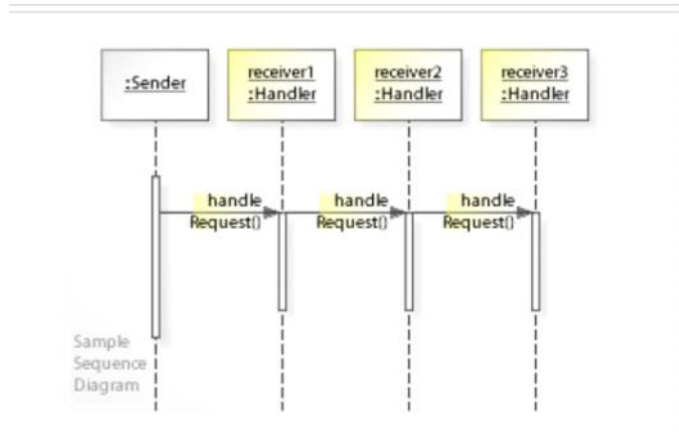 :Sender
receiver1
:Handler
receiver2
:Handler
receiver3
:Handler
handle
Request()
handle
Request()
handle
Request()
Sample
Sequence
Diagram